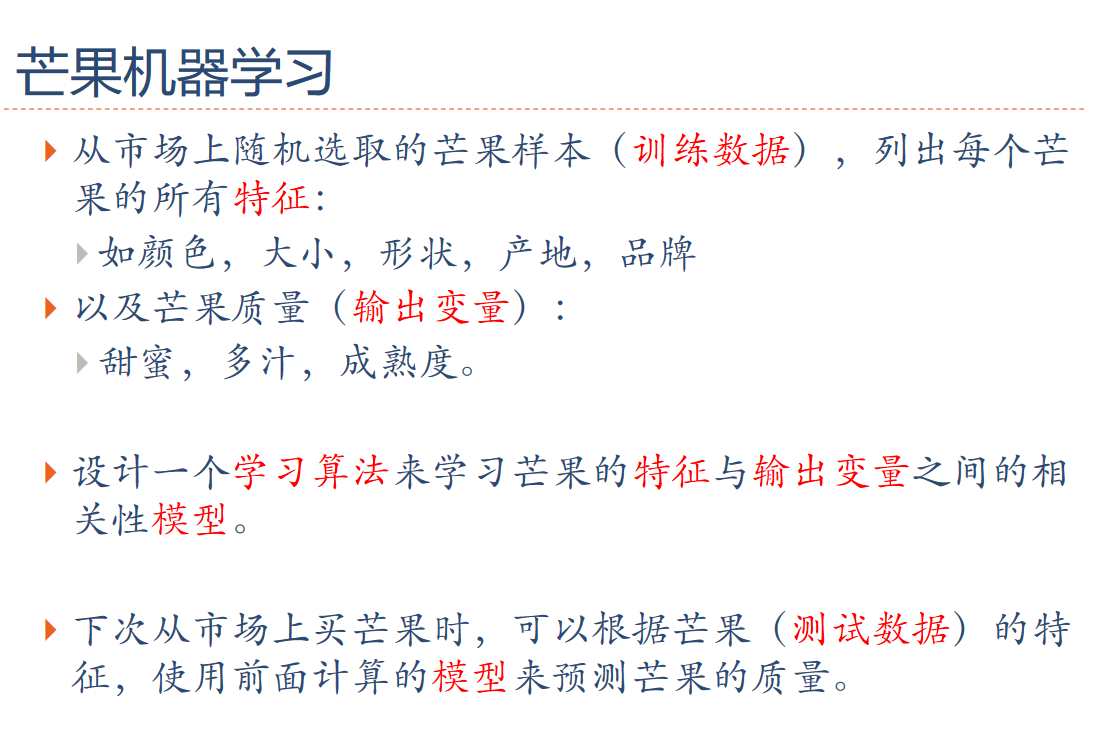 芒果机器学习
从市场上随机选取的芒果样本（训练数据），列出每个芒
果的所有特征：
如颜色，大小，形状，产地，品牌
以及芒果质量（输出变量）：
甜蜜，多汁，成熟度。
设计一个学习算法来学习芒果的特征与输出变量之间的相
关性模型。
下次从市场上买芒果时，可以根据芒果（测试数据）的特
征，使用前面计算的模型来预测芒果的质量。